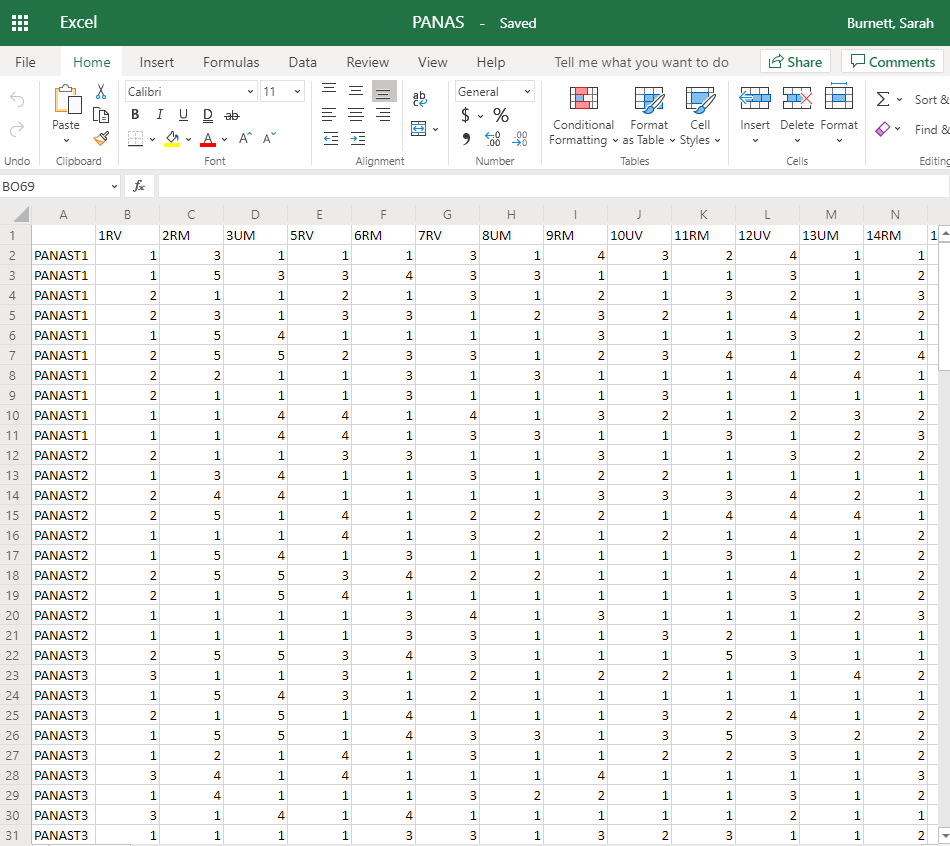 Excel PANAS - Saved Burnett, Sarah
File Home Insert Formulas Data Review View Help Tell me what you want to do Share Comments
Calibri 11 General Sort &
Paste B I U D ab $ % Conditional Formatting Format as Table Cell Styles Insert Delete Format Find &
Undo Clipboard Font Alignment Number Tables Cells Editing
BO69 fx
A B C D E F G H I J K L M N
1 1RV 2RM 3UM 5RV 6RM 7RV 8UM 9RM 10UV 11RM 12UV 13UM 14RM 1
2 PANAST1 1 3 1 1 1 3 1 4 3 2 4 1 1
3 PANAST1 1 5 3 3 4 3 3 1 1 1 3 1 2
4 PANAST1 2 1 1 2 1 3 1 2 1 3 2 1 3
5 PANAST1 2 3 1 3 3 1 2 3 2 1 4 1 2
6 PANAST1 1 5 4 1 1 1 1 3 1 1 3 2 1
7 PANAST1 2 5 5 2 3 3 1 2 3 4 1 2 4
8 PANAST1 2 2 1 1 3 1 3 1 1 1 4 4 1
9 PANAST1 2 1 1 1 3 1 1 1 3 1 1 1 1
10 PANAST1 1 1 4 4 1 4 1 3 2 1 2 3 2
11 PANAST1 1 1 4 4 1 3 3 1 1 3 1 2 3
12 PANAST2 2 1 1 3 3 1 1 3 1 1 3 2 2
13 PANAST2 1 3 4 1 1 3 1 2 2 1 1 1 1
14 PANAST2 2 4 4 1 1 1 1 3 3 3 4 2 1
15 PANAST2 2 5 1 4 1 2 2 2 1 4 4 4 1
16 PANAST2 1 1 1 4 1 3 2 1 2 1 4 1 2
17 PANAST2 1 5 4 1 3 1 1 1 1 3 1 2 2
18 PANAST2 2 5 5 3 4 2 2 1 1 1 4 1 2
19 PANAST2 2 1 5 4 1 1 1 1 1 1 3 1 2
20 PANAST2 1 1 1 1 3 4 1 3 1 1 1 2 3
21 PANAST2 1 1 1 1 3 3 1 1 3 2 1 1 1
22 PANAST3 2 5 5 3 4 3 1 1 1 5 3 1 1
23 PANAST3 3 1 1 3 1 2 1 2 2 1 1 4 2
24 PANAST3 1 5 4 3 1 2 1 1 1 1 1 1 1
25 PANAST3 2 1 5 1 4 1 1 1 3 2 4 1 2
26 PANAST3 1 5 5 1 4 3 3 1 3 5 3 2 2
27 PANAST3 1 2 1 4 1 3 1 1 2 2 3 1 2
28 PANAST3 3 4 1 4 1 1 1 4 1 1 1 1 3
29 PANAST3 1 4 1 1 1 3 2 2 1 1 3 1 2
30 PANAST3 3 1 4 1 4 1 1 1 1 1 2 1 1
31 PANAST3 1 1 1 1 3 3 1 3 2 3 1 1 2